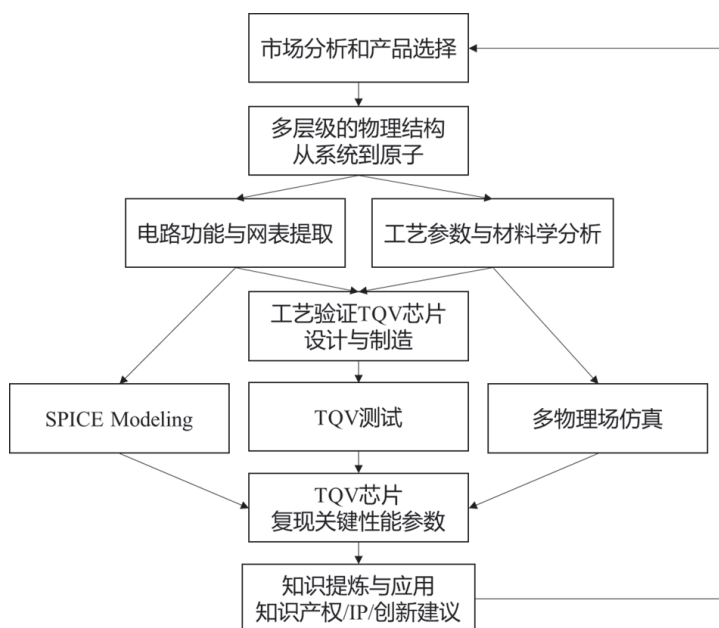 市场分析和产品选择
多层级的物理结构
从系统到原子
电路功能与网表提取
工艺参数与材料学分析
工艺验证TQV芯片
设计与制造
SPICE Modeling
TQV测试
多物理场仿真
TQV芯片
复现关键性能参数
知识提炼与应用
知识产权/IP/创新建议